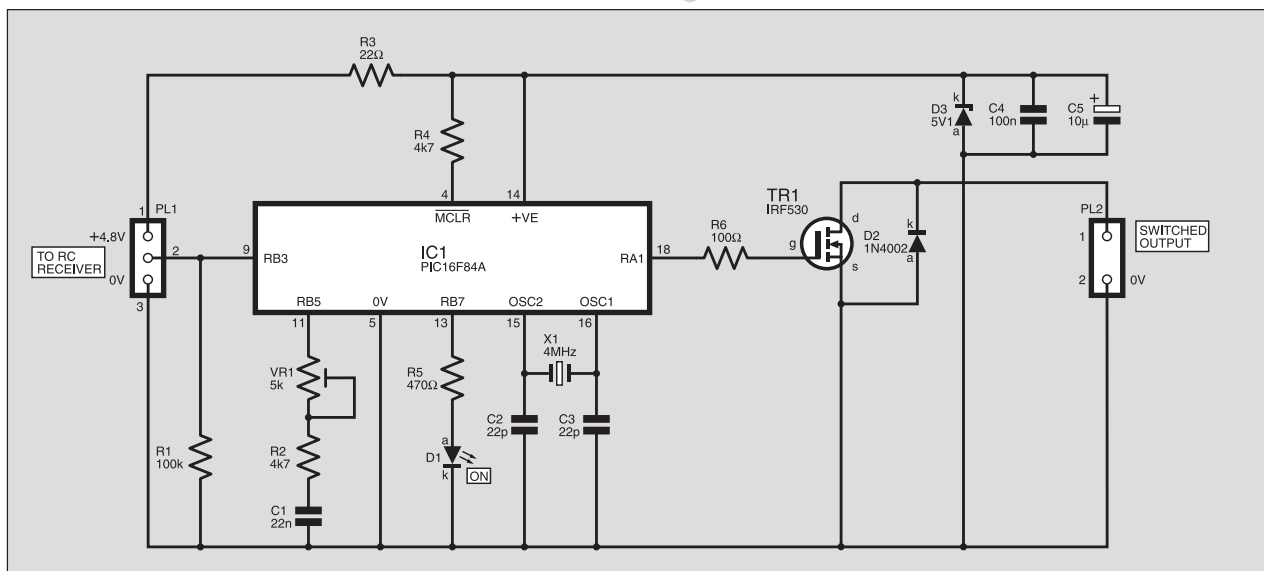 R3
22Ω
R4
4k7
k
D3
5V1
a
C4
100n
+
C5
10µ
1
PL1
+4.8V
2
TO RC
RECEIVER
0V
3
4
14
MCLR
+VE
9
RB3
IC1
PIC16F84A
RA1
18
RB5
0V
RB7
OSC2
OSC1
11
5
13
15
16
R6
100Ω
TR1
IRF530
d
g
s
k
D2
1N4002
a
PL2
1
SWITCHED
OUTPUT
2
0V
VR1
5k
R5
470Ω
X1
4MHz
R1
100k
R2
4k7
C1
22n
a
D1
k
ON
C2
22p
C3
22p